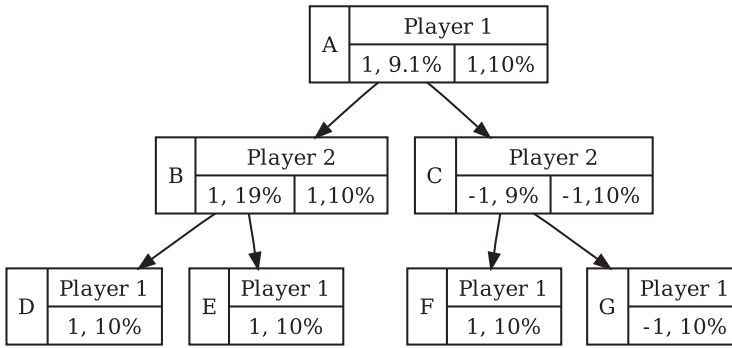 A Player 1
1, 9.1% 1,10%
B Player 2
1, 19% 1,10%
C Player 2
-1, 9% -1,10%
D Player 1
1, 10%
E Player 1
1, 10%
F Player 1
1, 10%
G Player 1
-1, 10%